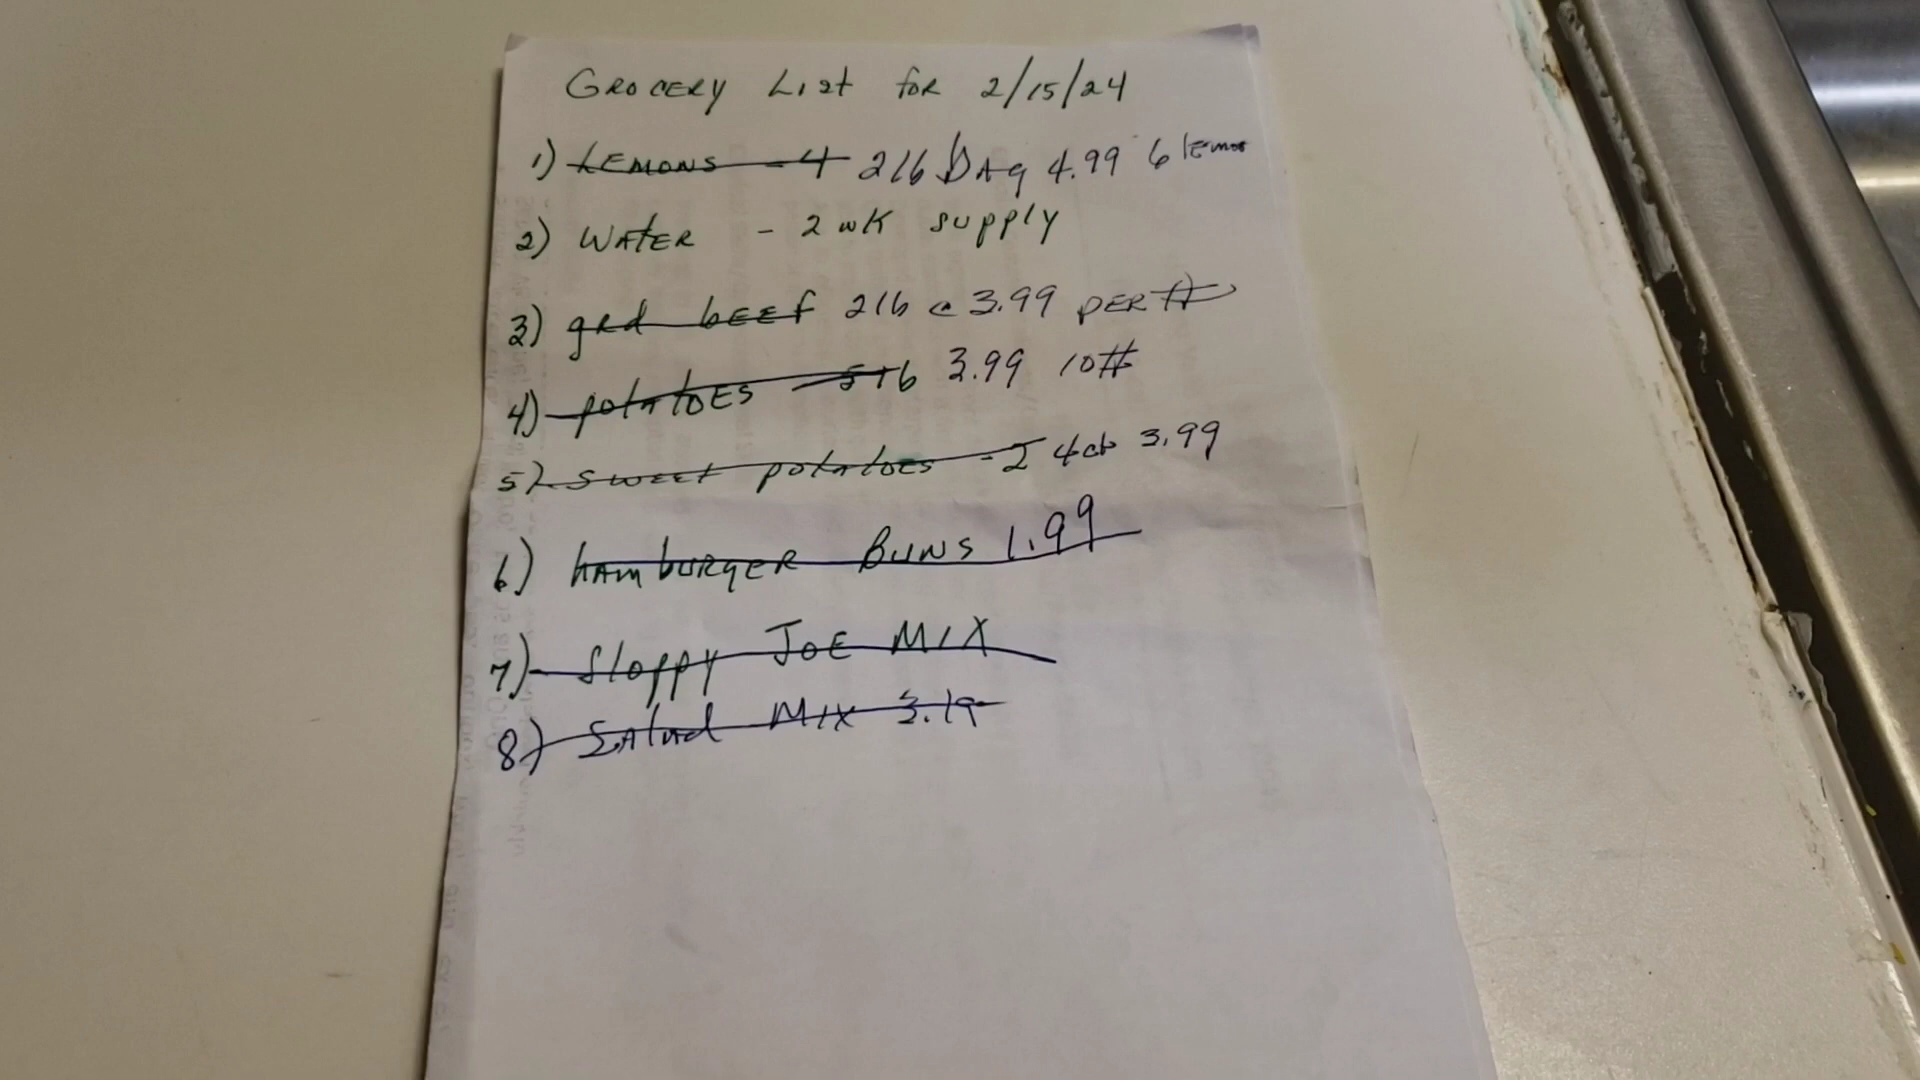 GROCERY LIST FOR 2/15/24
1) LEMONS - 4 2lb BAg 4.99 6 lemos
2) WATER - 2 wk supply
3) grd bEEf 2lb @ 3.99 pER #
4) potatoES - 5lb 3.99 10#
5) Sweet potatoes - 2 4ct 3.99
6) hAmburgER BUNS 1.99
7) Sloppy JOE MIX
8) SAlad MIX 3.19